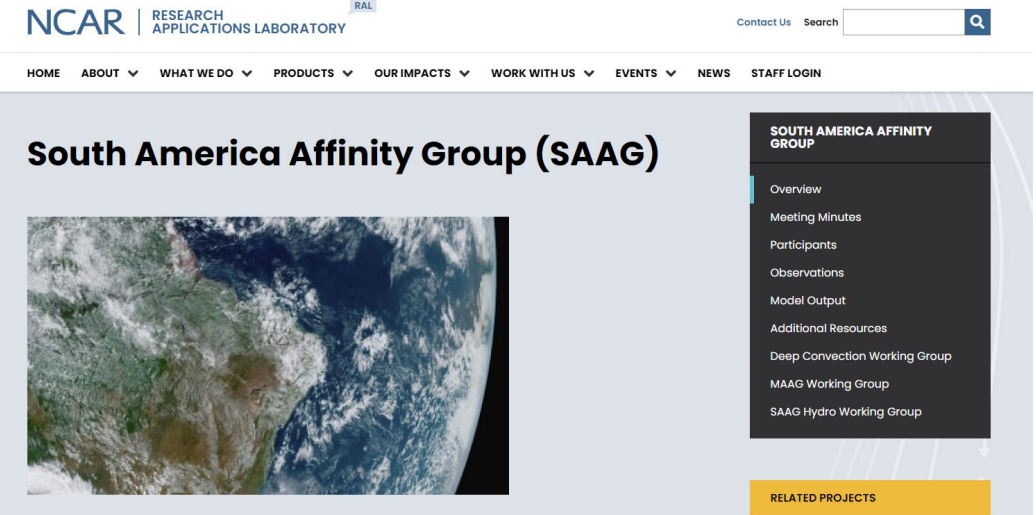 RAL
NCAR
RESEARCH
APPLICATIONS LABORATORY
Contact Us Search
HOME ABOUT WHAT WE DO PRODUCTS OUR IMPACTS WORK WITH US EVENTS NEWS STAFF LOGIN
South America Affinity Group (SAAG)
SOUTH AMERICA AFFINITY
GROUP
Overview
Meeting Minutes
Participants
Observations
Model Output
Additional Resources
Deep Convection Working Group
MAAG Working Group
SAAG Hydro Working Group
RELATED PROJECTS